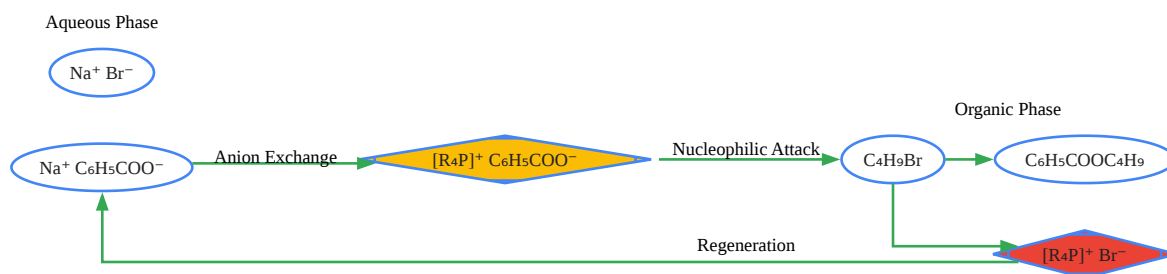 Aqueous Phase
Na⁺ Br⁻
Organic Phase
Na⁺ C₆H₅COO⁻
Anion Exchange
[R₄P]⁺ C₆H₅COO⁻
Nucleophilic Attack
C₄H₉Br
C₆H₅COOC₄H₉
Regeneration
[R₄P]⁺ Br⁻